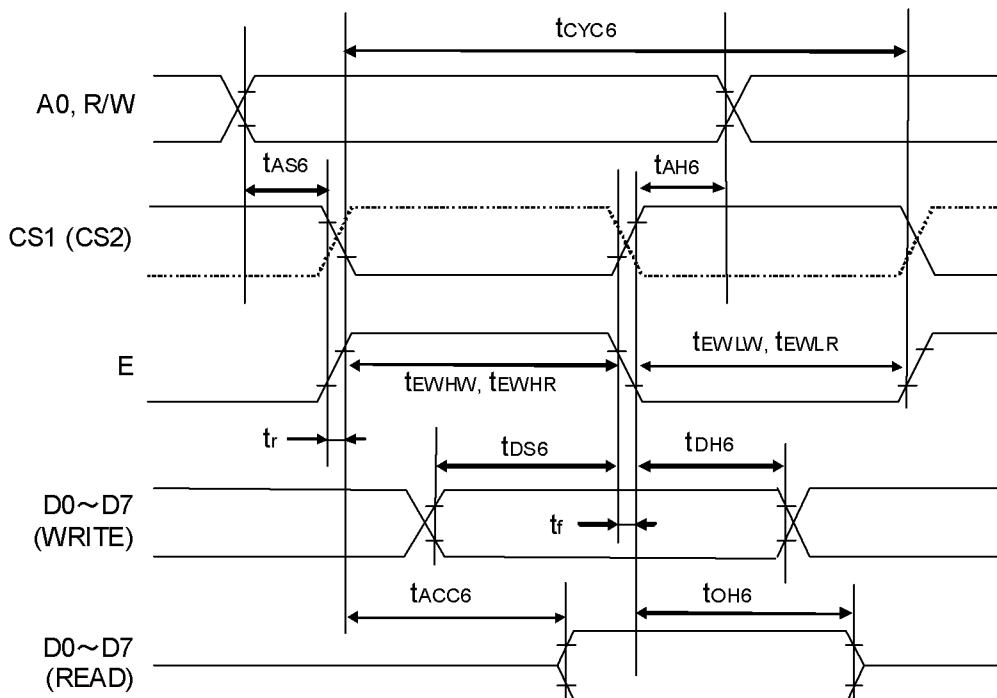 tCYC6
A0, R/W
tAS6
tAH6
CS1 (CS2)
E
tEWLW, tEWLR
tEWHW, tEWHR
tr
tDS6
tDH6
D0～D7
(WRITE)
tf
tACC6
tOH6
D0～D7
(READ)